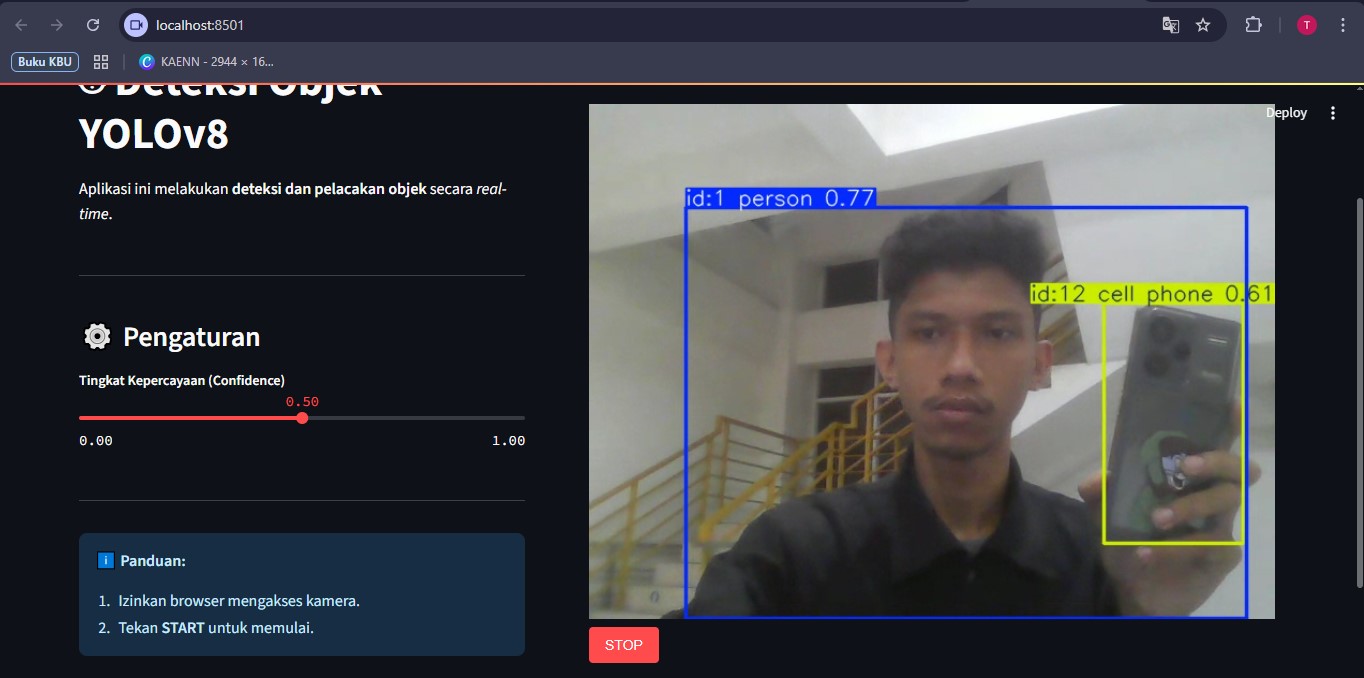 localhost:8501
T
Buku KBU
KAENN - 2944 × 16...
Deteksi Objek
YOLOv8
Aplikasi ini melakukan deteksi dan pelacakan objek secara real-
time.
Pengaturan
Tingkat Kepercayaan (Confidence)
0.50
0.00 1.00
Panduan:
1. Izinkan browser mengakses kamera.
2. Tekan START untuk memulai.
Deploy
id:1 person 0.77
id:12 cell phone 0.61
STOP